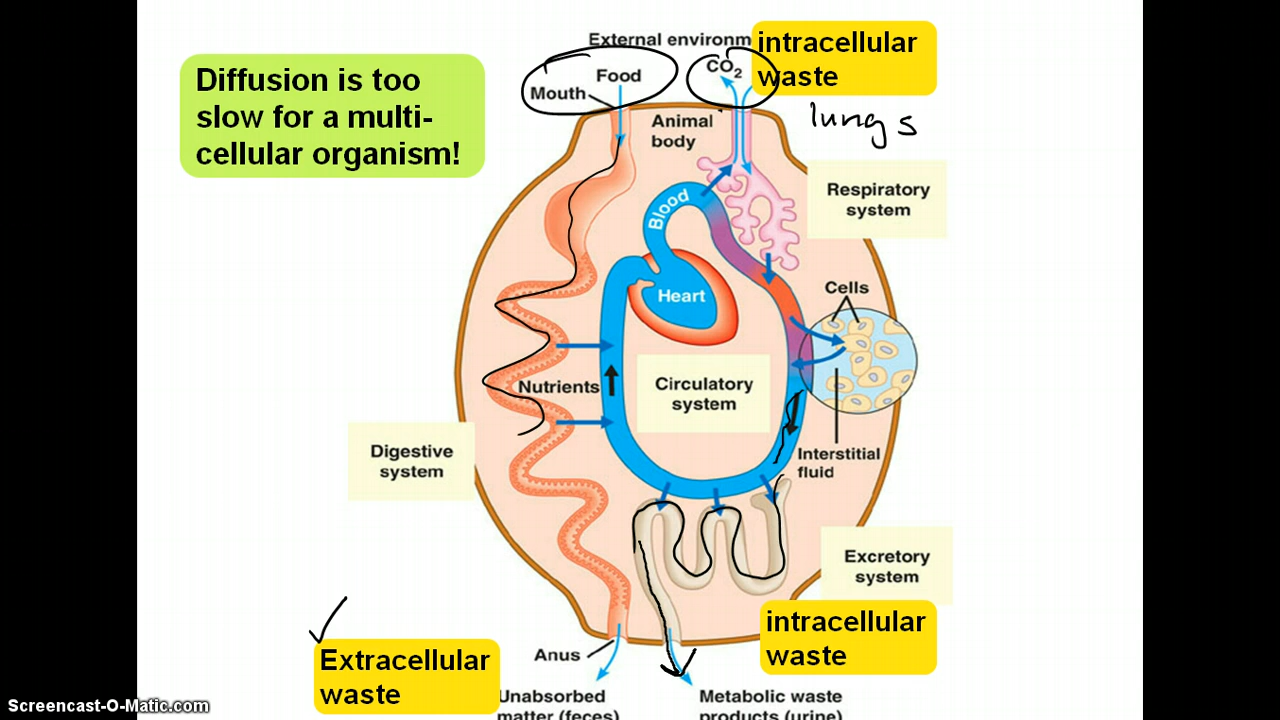 External environm
intracellular
waste
CO₂
Food
Mouth
Diffusion is too
slow for a multi-
cellular organism!
lungs
Animal
body
Respiratory
system
Blood
Heart
Cells
Nutrients
Circulatory
system
Digestive
system
Interstitial
fluid
Excretory
system
intracellular
waste
Extracellular
waste
Anus
Unabsorbed
matter (feces)
Metabolic waste
products (urine)
Screencast-O-Matic.com